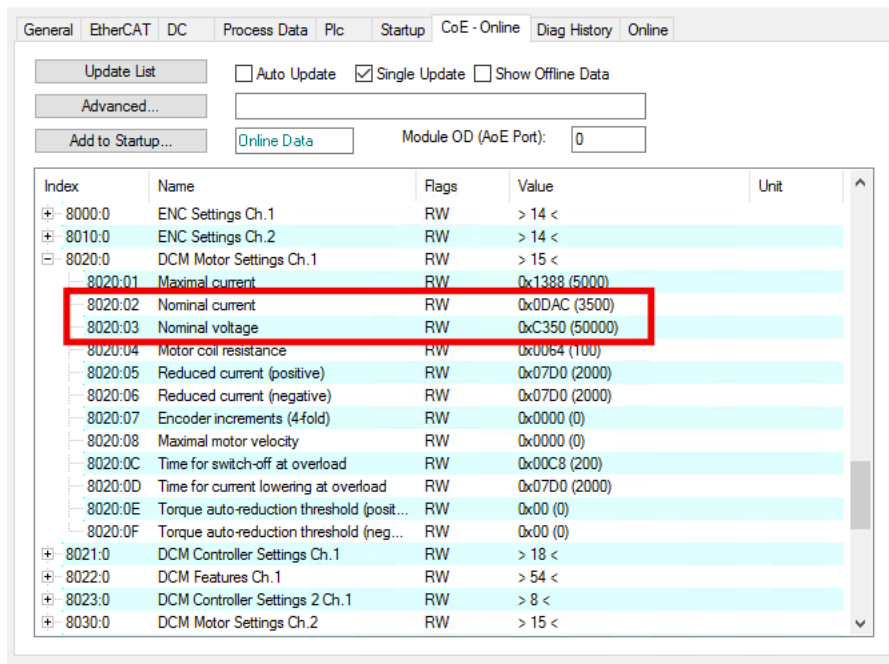 General EtherCAT DC Process Data Plc Startup CoE - Online Diag History Online
Update List Auto Update Single Update Show Offline Data
Advanced...
Add to Startup... Online Data Module OD (AoE Port): 0
Index Name Flags Value Unit
8000:0 ENC Settings Ch.1 RW > 14 <
8010:0 ENC Settings Ch.2 RW > 14 <
8020:0 DCM Motor Settings Ch.1 RW > 15 <
8020:01 Maximal current RW 0x1388 (5000)
8020:02 Nominal current RW 0x0DAC (3500)
8020:03 Nominal voltage RW 0xC350 (50000)
8020:04 Motor coil resistance RW 0x0064 (100)
8020:05 Reduced current (positive) RW 0x07D0 (2000)
8020:06 Reduced current (negative) RW 0x07D0 (2000)
8020:07 Encoder increments (4-fold) RW 0x0000 (0)
8020:08 Maximal motor velocity RW 0x0000 (0)
8020:0C Time for switch-off at overload RW 0x00C8 (200)
8020:0D Time for current lowering at overload RW 0x07D0 (2000)
8020:0E Torque auto-reduction threshold (posit... RW 0x00 (0)
8020:0F Torque auto-reduction threshold (neg... RW 0x00 (0)
8021:0 DCM Controller Settings Ch.1 RW > 18 <
8022:0 DCM Features Ch.1 RW > 54 <
8023:0 DCM Controller Settings 2 Ch.1 RW > 8 <
8030:0 DCM Motor Settings Ch.2 RW > 15 <